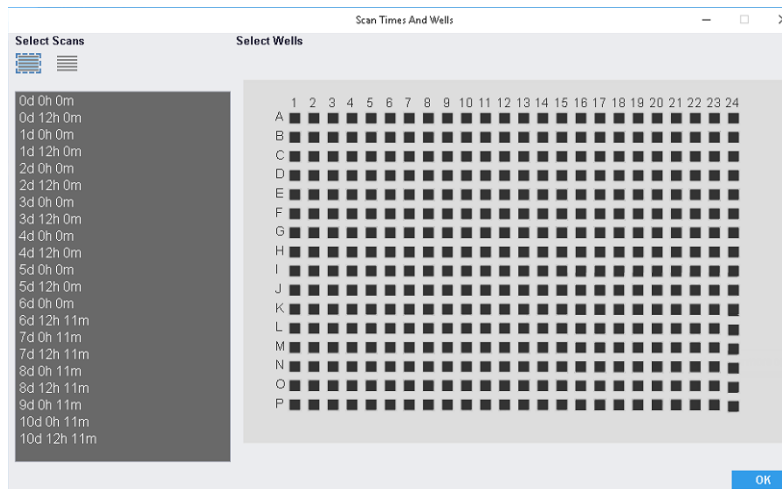 Scan Times And Wells
Select Scans
Select Wells
0d 0h 0m
0d 12h 0m
1d 0h 0m
1d 12h 0m
2d 0h 0m
2d 12h 0m
3d 0h 0m
3d 12h 0m
4d 0h 0m
4d 12h 0m
5d 0h 0m
5d 12h 0m
6d 0h 0m
6d 12h 11m
7d 0h 11m
7d 12h 11m
8d 0h 11m
8d 12h 11m
9d 0h 11m
10d 0h 11m
10d 12h 11m
1 2 3 4 5 6 7 8 9 10 11 12 13 14 15 16 17 18 19 20 21 22 23 24
A
B
C
D
E
F
G
H
I
J
K
L
M
N
O
P
OK